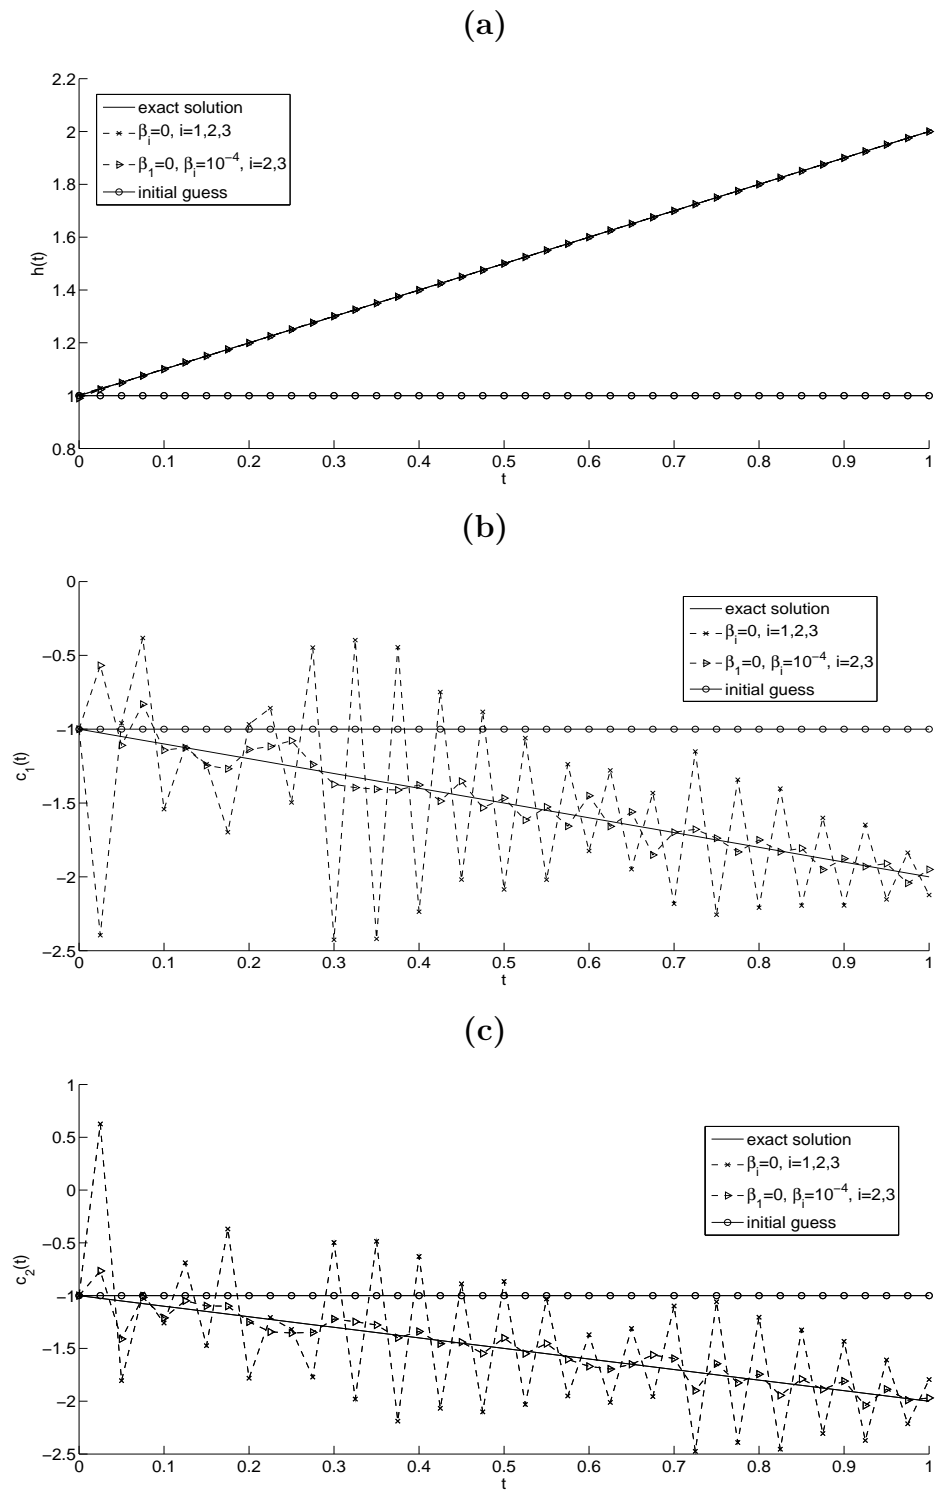 (a)
2.2
2
1.8
1.6
1.4
1.2
1
0.8
h(t)
exact solution
β_i=0, i=1,2,3
β_1=0, β_i=10^−4, i=2,3
initial guess
0 0.1 0.2 0.3 0.4 0.5 0.6 0.7 0.8 0.9 1
t
(b)
0
−0.5
−1
−1.5
−2
−2.5
c_1(t)
exact solution
β_i=0, i=1,2,3
β_1=0, β_i=10^−4, i=2,3
initial guess
0 0.1 0.2 0.3 0.4 0.5 0.6 0.7 0.8 0.9 1
t
(c)
1
0.5
0
−0.5
−1
−1.5
−2
−2.5
c_2(t)
exact solution
β_i=0, i=1,2,3
β_1=0, β_i=10^−4, i=2,3
initial guess
0 0.1 0.2 0.3 0.4 0.5 0.6 0.7 0.8 0.9 1
t